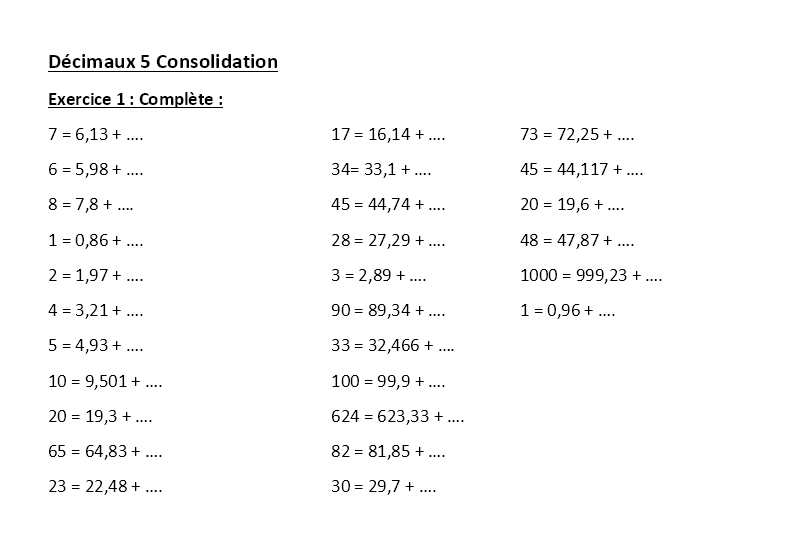 Décimaux 5 Consolidation
Exercice 1 : Complète :
7 = 6,13 + ....
6 = 5,98 + ....
8 = 7,8 + ....
1 = 0,86 + ....
2 = 1,97 + ....
4 = 3,21 + ....
5 = 4,93 + ....
10 = 9,501 + ....
20 = 19,3 + ....
65 = 64,83 + ....
23 = 22,48 + ....
17 = 16,14 + ....
34= 33,1 + ....
45 = 44,74 + ....
28 = 27,29 + ....
3 = 2,89 + ....
90 = 89,34 + ....
33 = 32,466 + ....
100 = 99,9 + ....
624 = 623,33 + ....
82 = 81,85 + ....
30 = 29,7 + ....
73 = 72,25 + ....
45 = 44,117 + ....
20 = 19,6 + ....
48 = 47,87 + ....
1000 = 999,23 + ....
1 = 0,96 + ....